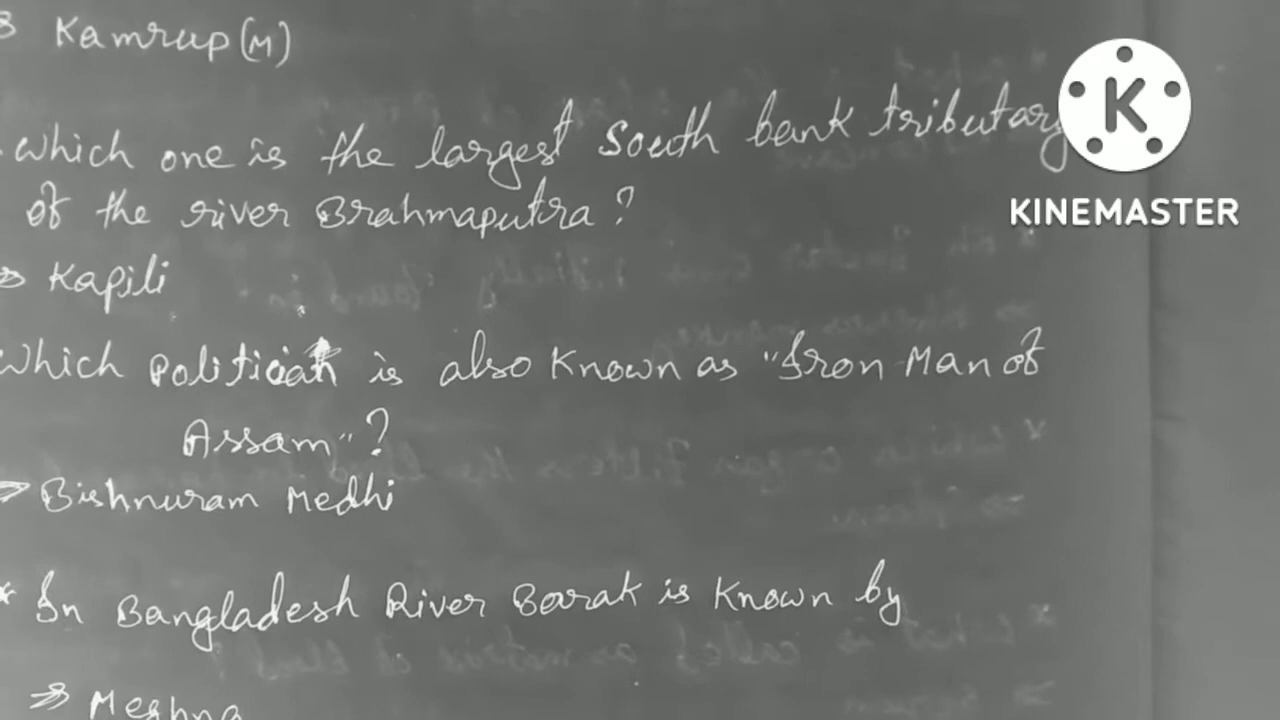 Kamrup(M)
Which one is the largest South bank tributary
of the river Brahmaputra?
Kapili
Which Politician is also Known as "Iron Man of
Assam"?
Bishnuram Medhi
* In Bangladesh River Barak is Known by
Meghna
KINEMASTER